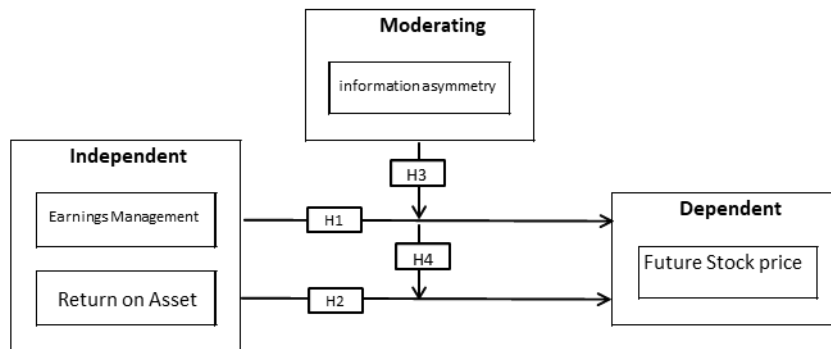 Moderating
information asymmetry
Independent
H3
Earnings Management
H1
Dependent
H4
Future Stock price
Return on Asset
H2